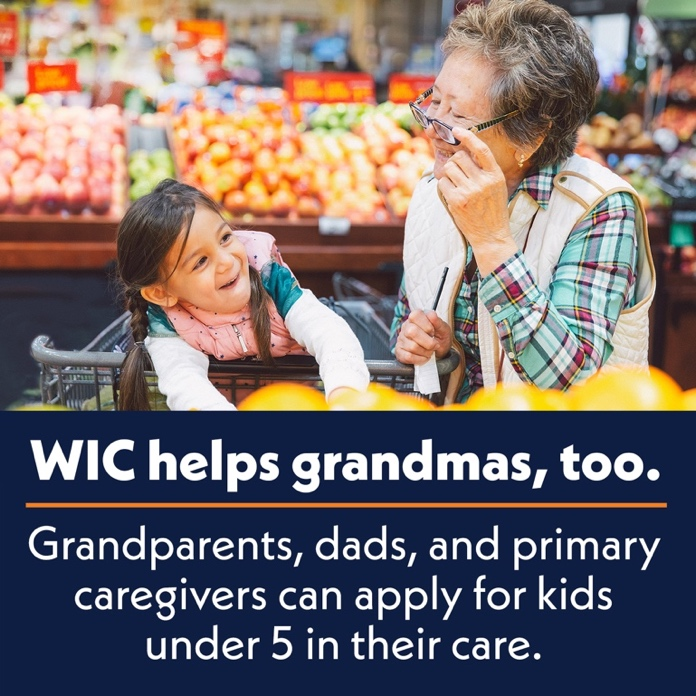 WIC helps grandmas, too.
Grandparents, dads, and primary
caregivers can apply for kids
under 5 in their care.